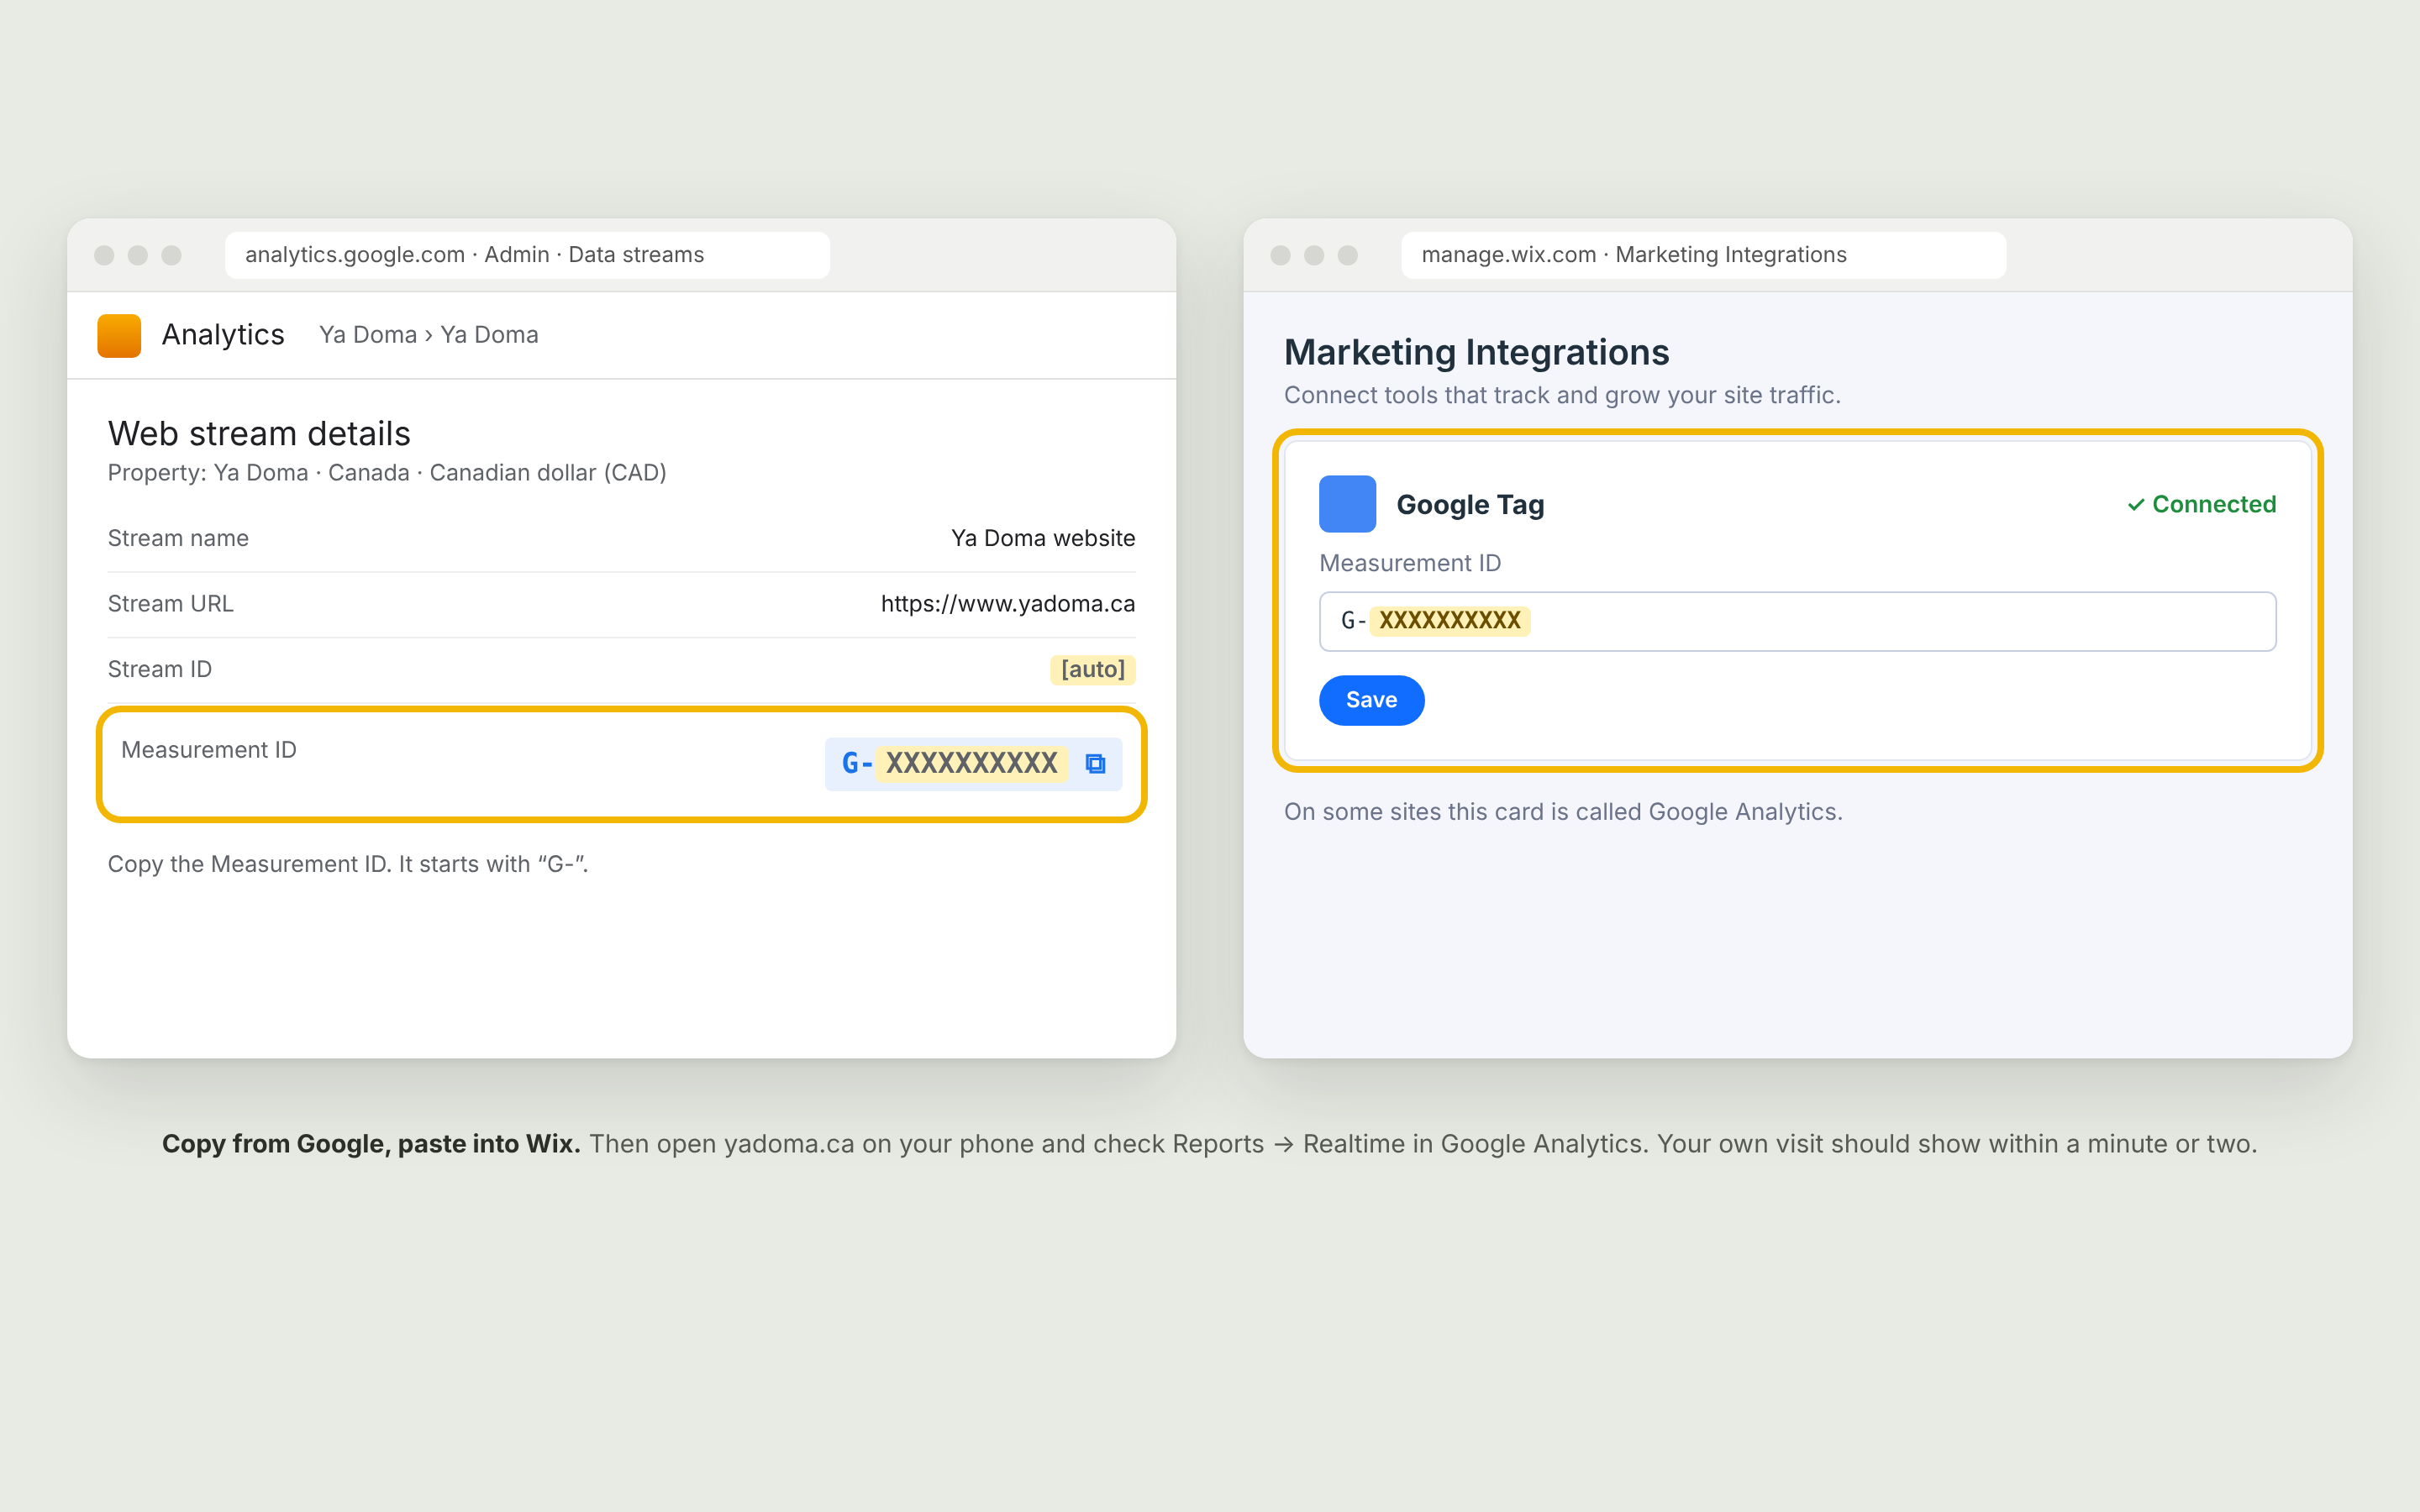 analytics.google.com · Admin · Data streams
Analytics Ya Doma › Ya Doma
Web stream details
Property: Ya Doma · Canada · Canadian dollar (CAD)
Stream name Ya Doma website
Stream URL https://www.yadoma.ca
Stream ID [auto]
Measurement ID G-XXXXXXXXXX
Copy the Measurement ID. It starts with “G-”.
manage.wix.com · Marketing Integrations
Marketing Integrations
Connect tools that track and grow your site traffic.
Google Tag ✓ Connected
Measurement ID
G-XXXXXXXXXX
Save
On some sites this card is called Google Analytics.
Copy from Google, paste into Wix. Then open yadoma.ca on your phone and check Reports → Realtime in Google Analytics. Your own visit should show within a minute or two.